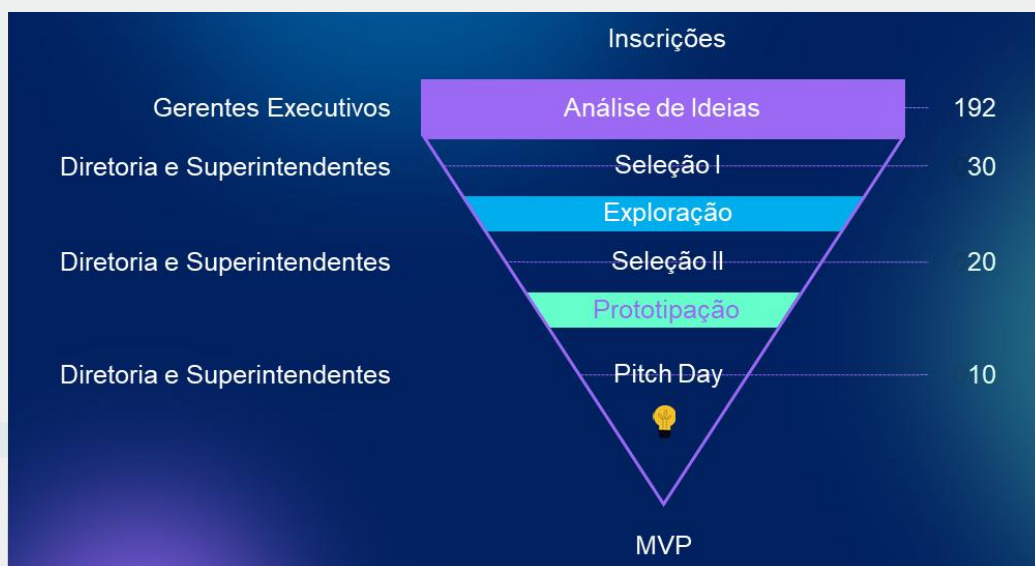 Inscrições
Gerentes Executivos Análise de Ideias 192
Diretoria e Superintendentes Seleção I 30
Exploração
Diretoria e Superintendentes Seleção II 20
Prototipação
Diretoria e Superintendentes Pitch Day 10
MVP